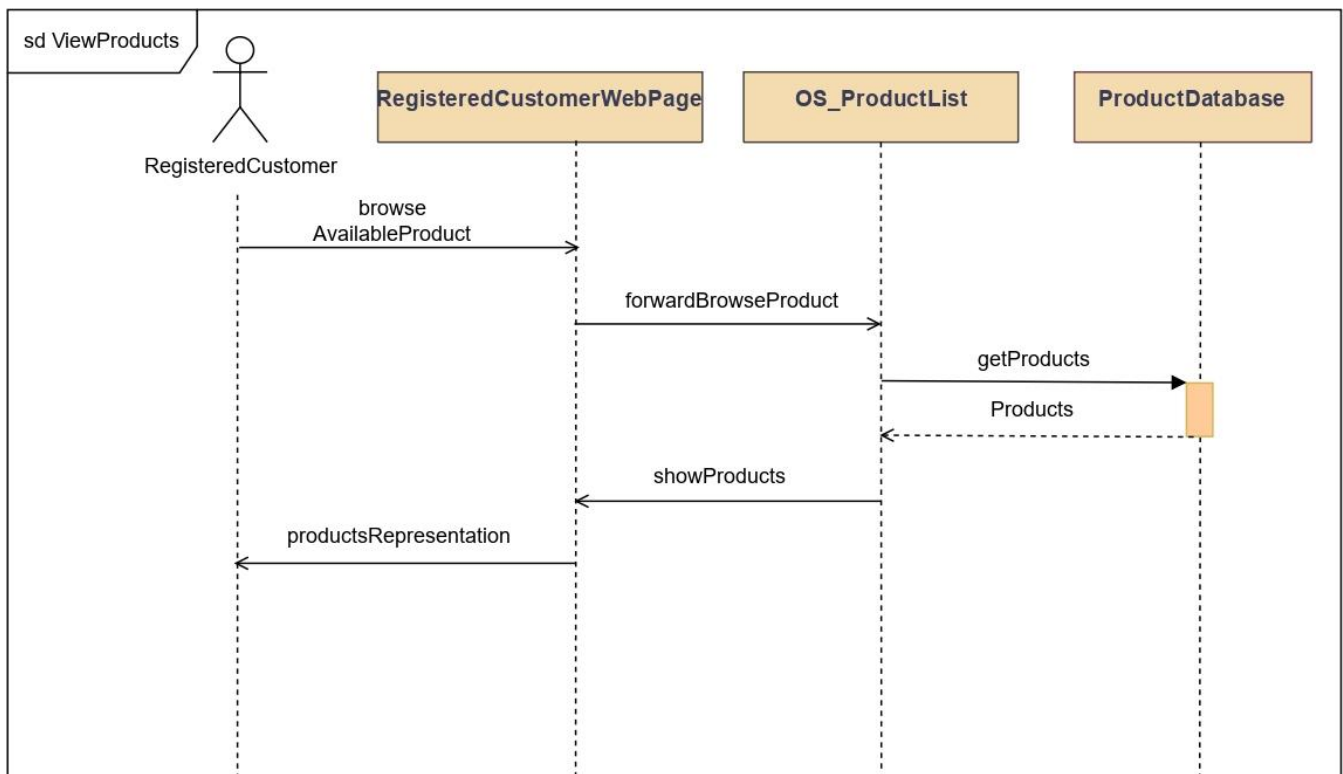 sd ViewProducts
RegisteredCustomerWebPage
OS_ProductList
ProductDatabase
RegisteredCustomer
browse
AvailableProduct
forwardBrowseProduct
getProducts
Products
showProducts
productsRepresentation